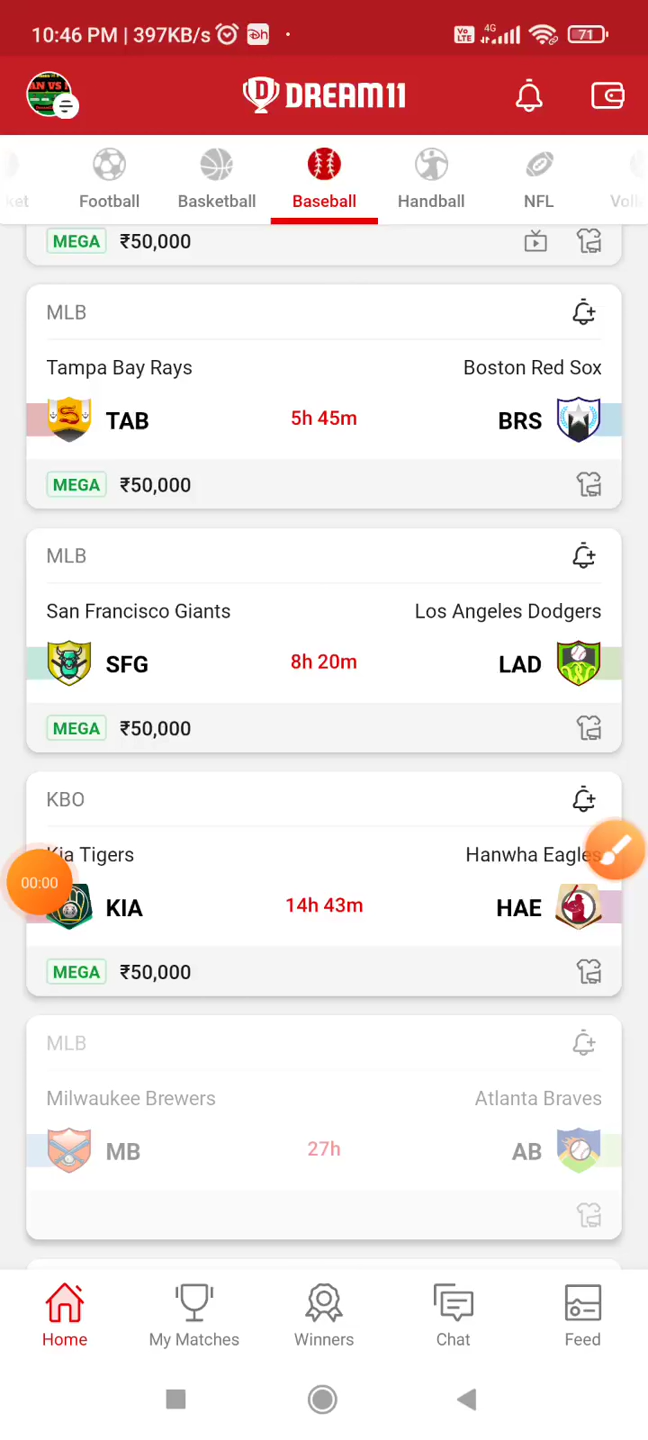 10:46 PM | 397KB/s
Vo LTE 4G 71
DREAM11
Football Basketball Baseball Handball NFL
MEGA ₹50,000
MLB
Tampa Bay Rays Boston Red Sox
TAB 5h 45m BRS
MEGA ₹50,000
MLB
San Francisco Giants Los Angeles Dodgers
SFG 8h 20m LAD
MEGA ₹50,000
KBO
Kia Tigers Hanwha Eagles
00:00
KIA 14h 43m HAE
MEGA ₹50,000
MLB
Milwaukee Brewers Atlanta Braves
MB 27h AB
Home My Matches Winners Chat Feed